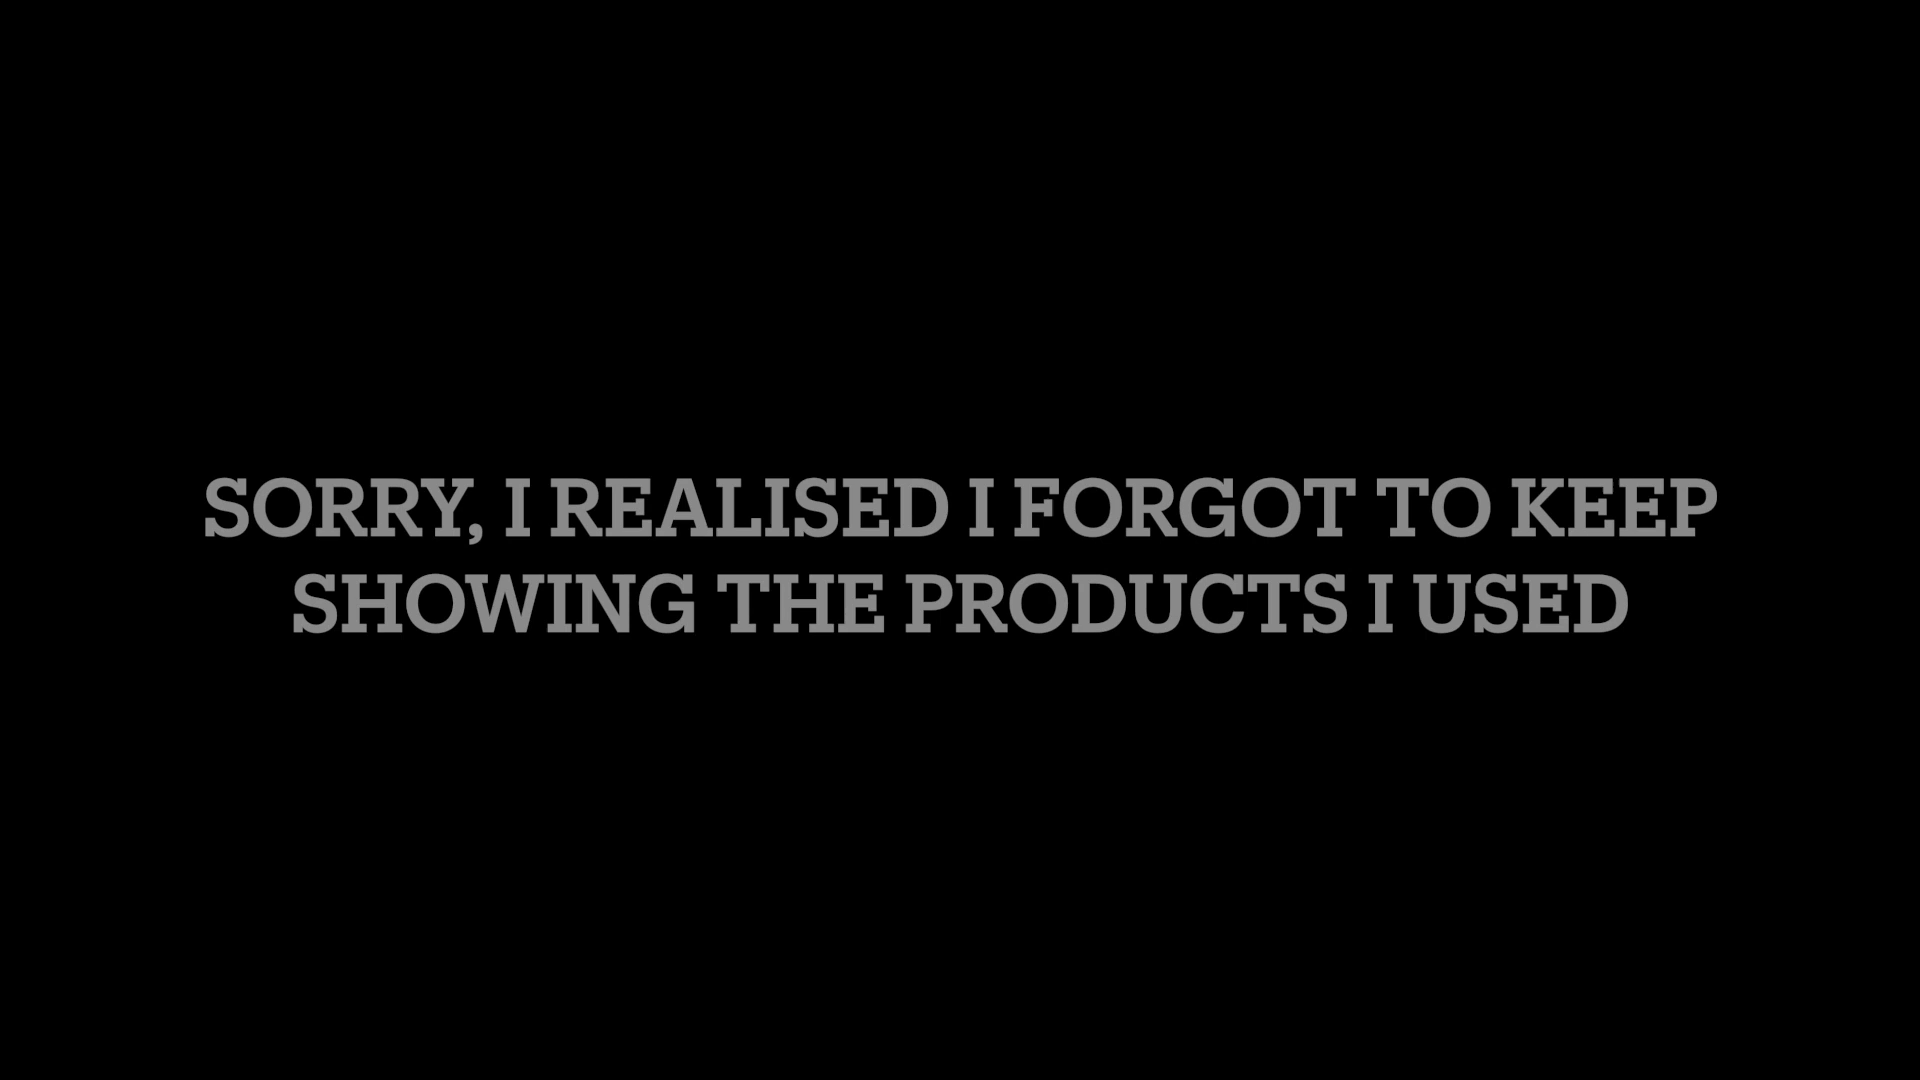 SORRY, I REALISED I FORGOT TO KEEP
SHOWING THE PRODUCTS I USED